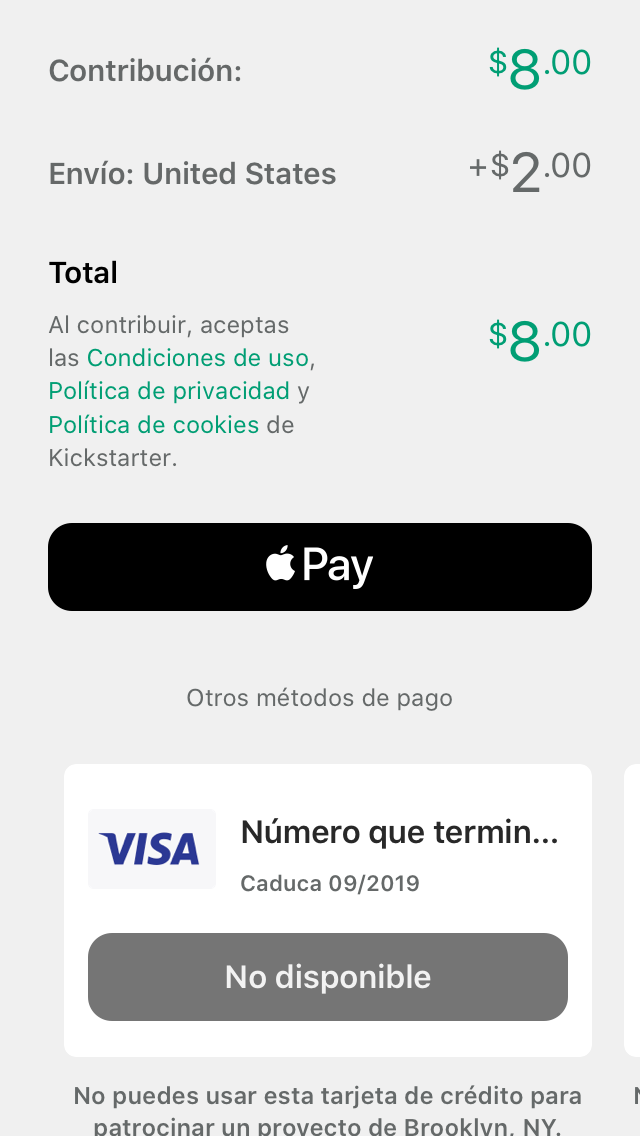 Contribución: $8.00
Envío: United States +$2.00
Total
Al contribuir, aceptas
las Condiciones de uso, $8.00
Política de privacidad y
Política de cookies de
Kickstarter.
Pay
Otros métodos de pago
VISA Número que termin...
Caduca 09/2019
No disponible
No puedes usar esta tarjeta de crédito para
patrocinar un proyecto de Brooklyn, NY.